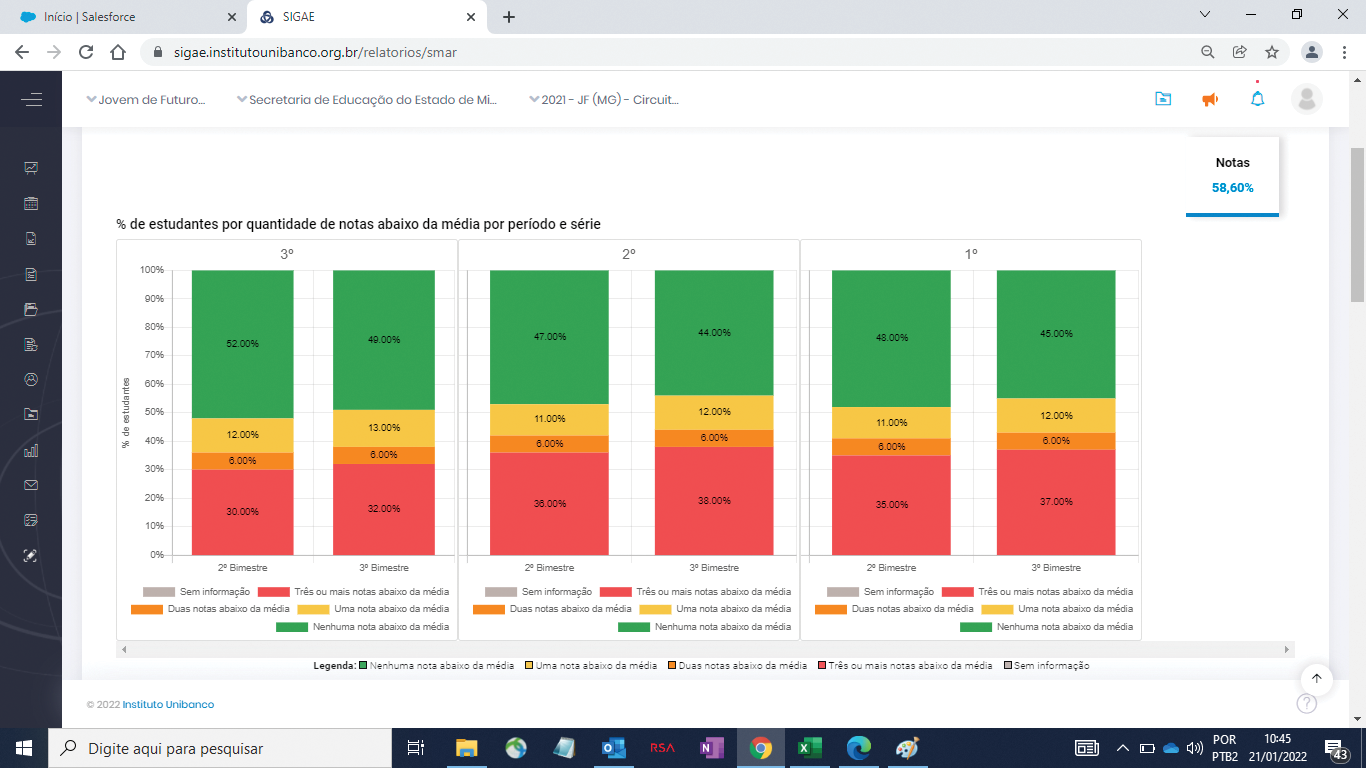 Início | Salesforce
SIGAE
sigae.institutounibanco.org.br/relatorios/smar
Jovem de Futuro... Secretaria de Educação do Estado de Mi... 2021 - JF (MG) - Circuit...
Notas
58,60%
% de estudantes por quantidade de notas abaixo da média por período e série
3º 2º 1º
% de estudantes
100%
90%
80%
70%
60%
50%
40%
30%
20%
10%
0%
52.00% 49.00% 47.00% 44.00% 48.00% 45.00%
12.00% 13.00% 11.00% 12.00% 11.00% 12.00%
6.00% 6.00% 6.00% 6.00% 6.00% 6.00%
30.00% 32.00% 36.00% 38.00% 35.00% 37.00%
2º Bimestre 3º Bimestre 2º Bimestre 3º Bimestre 2º Bimestre 3º Bimestre
Sem informação Três ou mais notas abaixo da média Sem informação Três ou mais notas abaixo da média Sem informação Três ou mais notas abaixo da média
Duas notas abaixo da média Uma nota abaixo da média Duas notas abaixo da média Uma nota abaixo da média Duas notas abaixo da média Uma nota abaixo da média
Nenhuma nota abaixo da média Nenhuma nota abaixo da média Nenhuma nota abaixo da média
Legenda: Nenhuma nota abaixo da média Uma nota abaixo da média Duas notas abaixo da média Três ou mais notas abaixo da média Sem informação
?
© 2022 Instituto Unibanco
Digite aqui para pesquisar
RSA
POR
PTB2
10:45
21/01/2022
43